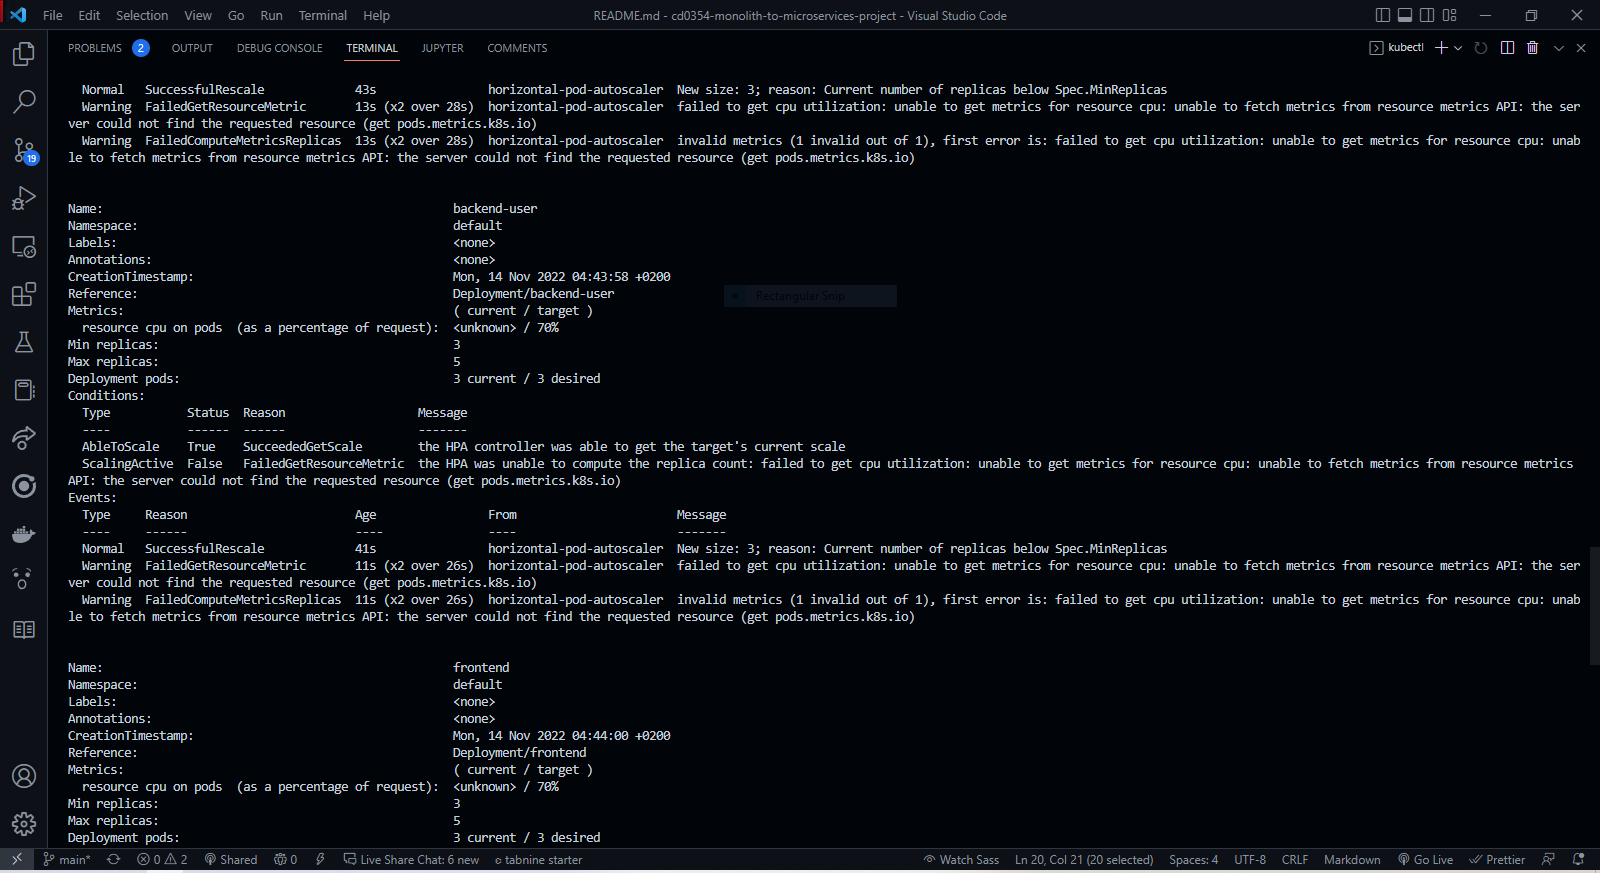 File Edit Selection View Go Run Terminal Help README.md - cd0354-monolith-to-microservices-project - Visual Studio Code
PROBLEMS 2 OUTPUT DEBUG CONSOLE TERMINAL JUPYTER COMMENTS kubectl
Normal SuccessfulRescale 43s horizontal-pod-autoscaler New size: 3; reason: Current number of replicas below Spec.MinReplicas
Warning FailedGetResourceMetric 13s (x2 over 28s) horizontal-pod-autoscaler failed to get cpu utilization: unable to get metrics for resource cpu: unable to fetch metrics from resource metrics API: the ser
ver could not find the requested resource (get pods.metrics.k8s.io)
Warning FailedComputeMetricsReplicas 13s (x2 over 28s) horizontal-pod-autoscaler invalid metrics (1 invalid out of 1), first error is: failed to get cpu utilization: unable to get metrics for resource cpu: unab
le to fetch metrics from resource metrics API: the server could not find the requested resource (get pods.metrics.k8s.io)
19
Name: backend-user
Namespace: default
Labels: <none>
Annotations: <none>
CreationTimestamp: Mon, 14 Nov 2022 04:43:58 +0200
Reference: Deployment/backend-user
Rectangular Snip
Metrics: ( current / target )
resource cpu on pods (as a percentage of request): <unknown> / 70%
Min replicas: 3
Max replicas: 5
Deployment pods: 3 current / 3 desired
Conditions:
Type Status Reason Message
---- ------ ------ -------
AbleToScale True SucceededGetScale the HPA controller was able to get the target's current scale
ScalingActive False FailedGetResourceMetric the HPA was unable to compute the replica count: failed to get cpu utilization: unable to get metrics for resource cpu: unable to fetch metrics from resource metrics
API: the server could not find the requested resource (get pods.metrics.k8s.io)
Events:
Type Reason Age From Message
---- ------ ---- ---- -------
Normal SuccessfulRescale 41s horizontal-pod-autoscaler New size: 3; reason: Current number of replicas below Spec.MinReplicas
Warning FailedGetResourceMetric 11s (x2 over 26s) horizontal-pod-autoscaler failed to get cpu utilization: unable to get metrics for resource cpu: unable to fetch metrics from resource metrics API: the ser
ver could not find the requested resource (get pods.metrics.k8s.io)
Warning FailedComputeMetricsReplicas 11s (x2 over 26s) horizontal-pod-autoscaler invalid metrics (1 invalid out of 1), first error is: failed to get cpu utilization: unable to get metrics for resource cpu: unab
le to fetch metrics from resource metrics API: the server could not find the requested resource (get pods.metrics.k8s.io)
Name: frontend
Namespace: default
Labels: <none>
Annotations: <none>
CreationTimestamp: Mon, 14 Nov 2022 04:44:00 +0200
Reference: Deployment/frontend
Metrics: ( current / target )
resource cpu on pods (as a percentage of request): <unknown> / 70%
Min replicas: 3
Max replicas: 5
Deployment pods: 3 current / 3 desired
main* 0 2 Shared 0 Live Share Chat: 6 new tabnine starter Watch Sass Ln 20, Col 21 (20 selected) Spaces: 4 UTF-8 CRLF Markdown Go Live Prettier